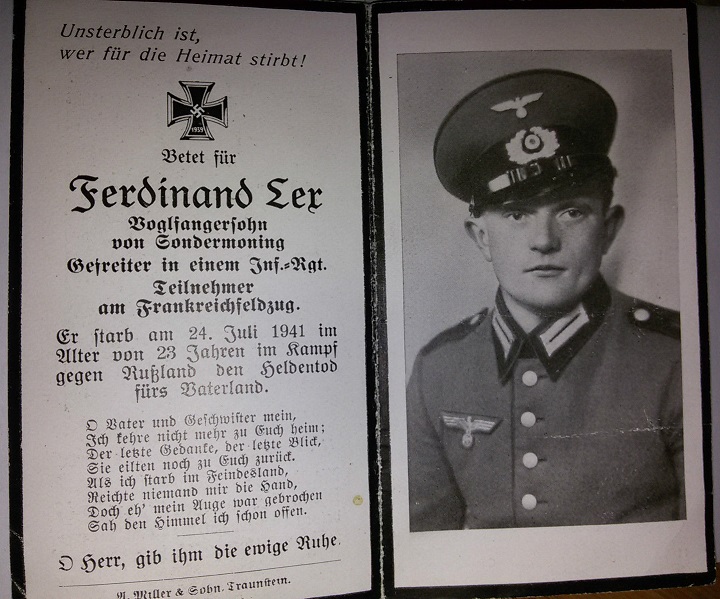 Unsterblich ist,
wer für die Heimat stirbt!
1939
Betet für
Ferdinand Lex
Voglsangersohn
von Sondermoning
Gefreiter in einem Inf.-Rgt.
Teilnehmer
am Frankreichfeldzug.
Er starb am 24. Juli 1941 im
Alter von 23 Jahren im Kampf
gegen Rußland den Heldentod
fürs Vaterland.
O Vater und Geschwister mein,
Ich kehre nicht mehr zu Euch heim;
Der letzte Gedanke, der letzte Blick,
Sie eilten noch zu Euch zurück.
Als ich starb im Feindesland,
Reichte niemand mir die Hand,
Doch eh' mein Auge war gebrochen
Sah den Himmel ich schon offen.
O Herr, gib ihm die ewige Ruhe.
A. Miller & Sohn, Traunstein.